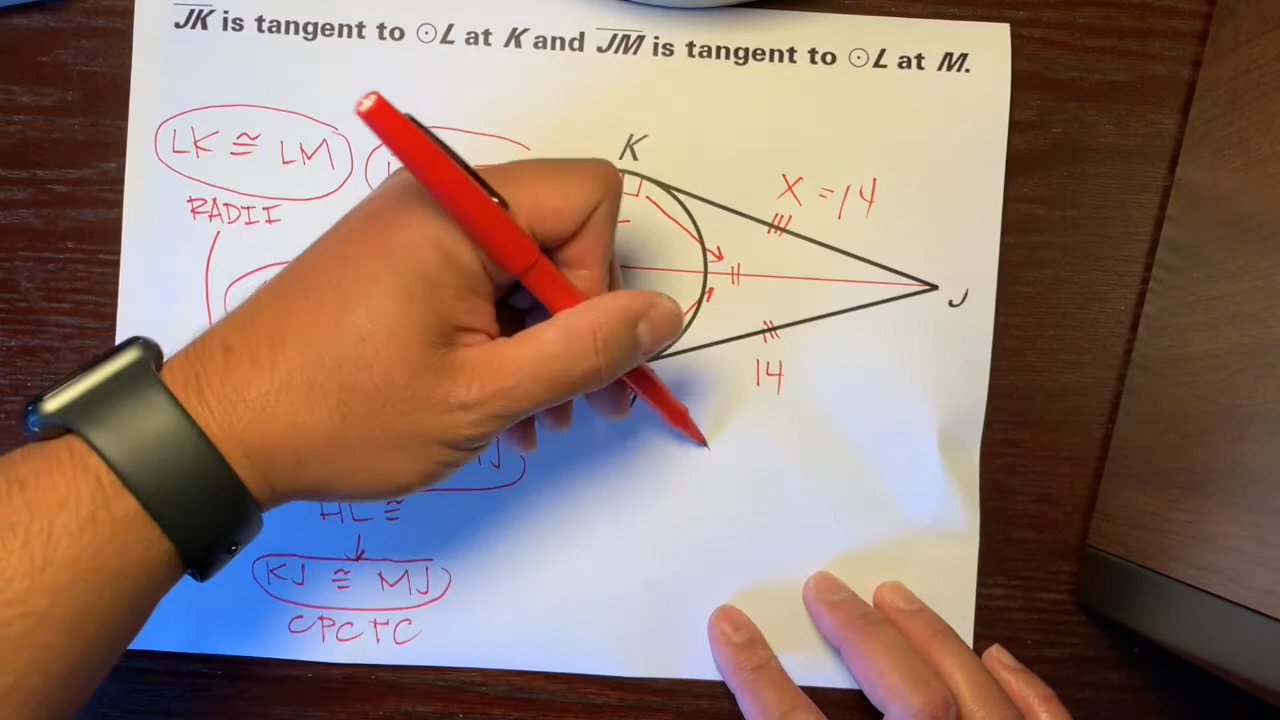 JK is tangent to ⊙L at K and JM is tangent to ⊙L at M.
LK ≅ LM
RADII
K
X = 14
J
14
HL ≅
KJ ≅ MJ
CPCTC